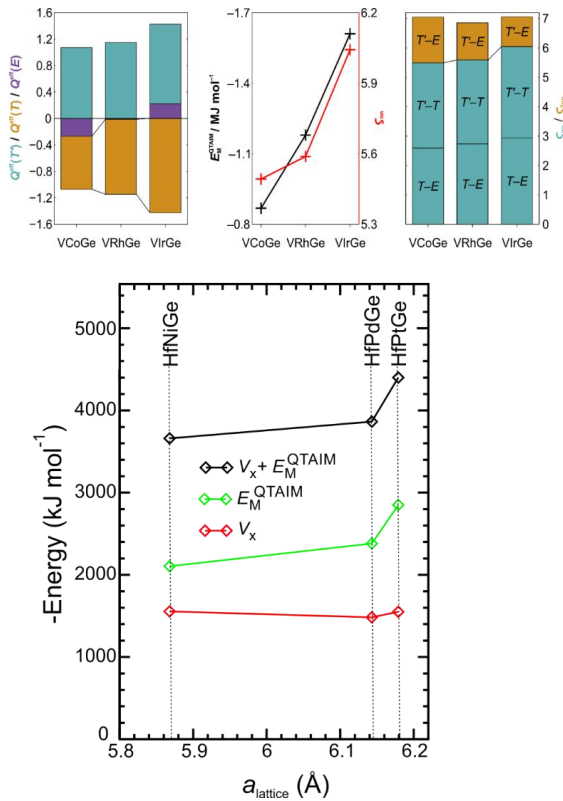 Q^eff(T') / Q^eff(T) / Q^eff(E)
1.6
1.2
0.8
0.4
0
−0.4
−0.8
−1.2
−1.6
VCoGe VRhGe VIrGe
E_M^QTAIM / MJ mol⁻¹
−1.7
−1.4
−1.1
−0.8
VCoGe VRhGe VIrGe
6.2
5.9
5.6
5.3
T'–E T'–E T'–E
T'–T T'–T T'–T
T–E T–E T–E
VCoGe VRhGe VIrGe
7
6
5
4
3
2
1
0
-Energy (kJ mol⁻¹)
5000
4000
3000
2000
1000
0
HfNiGe
HfPdGe
HfPtGe
V_x + E_M^QTAIM
E_M^QTAIM
V_x
5.8 5.9 6 6.1 6.2
a_lattice (Å)